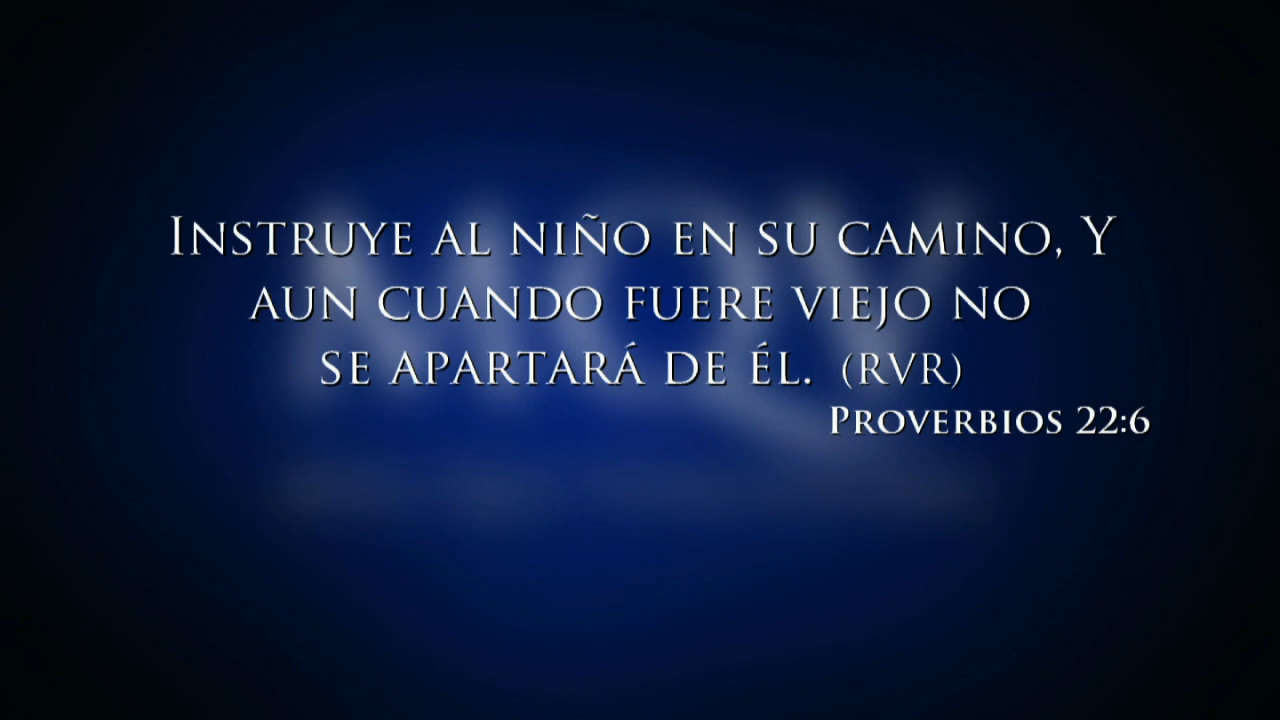 Instruye al niño en su camino, Y
aun cuando fuere viejo no
se apartará de él. (RVR)
Proverbios 22:6